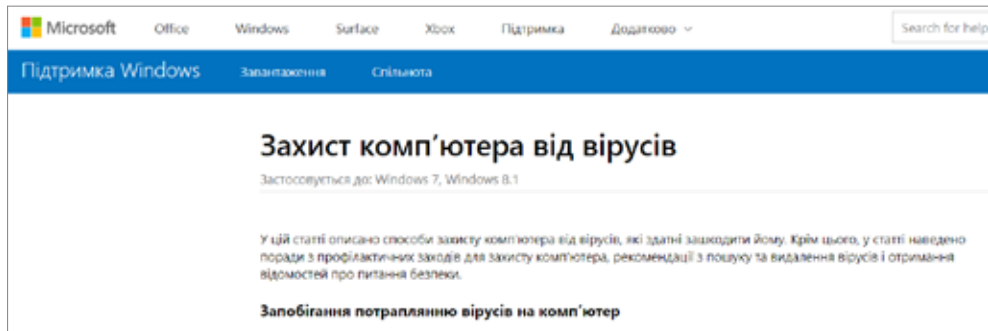 Microsoft Office Windows Surface Xbox Підтримка Додатково Search for help
Підтримка Windows Завантаження Спільнота
Захист комп'ютера від вірусів
Застосовується до: Windows 7, Windows 8.1
У цій статті описано способи захисту комп'ютера від вірусів, які здатні зашкодити йому. Крім цього, у статті наведено
поради з профілактичних заходів для захисту комп'ютера, рекомендації з пошуку та видалення вірусів і отримання
відомостей про питання безпеки.
Запобігання потраплянню вірусів на комп'ютер